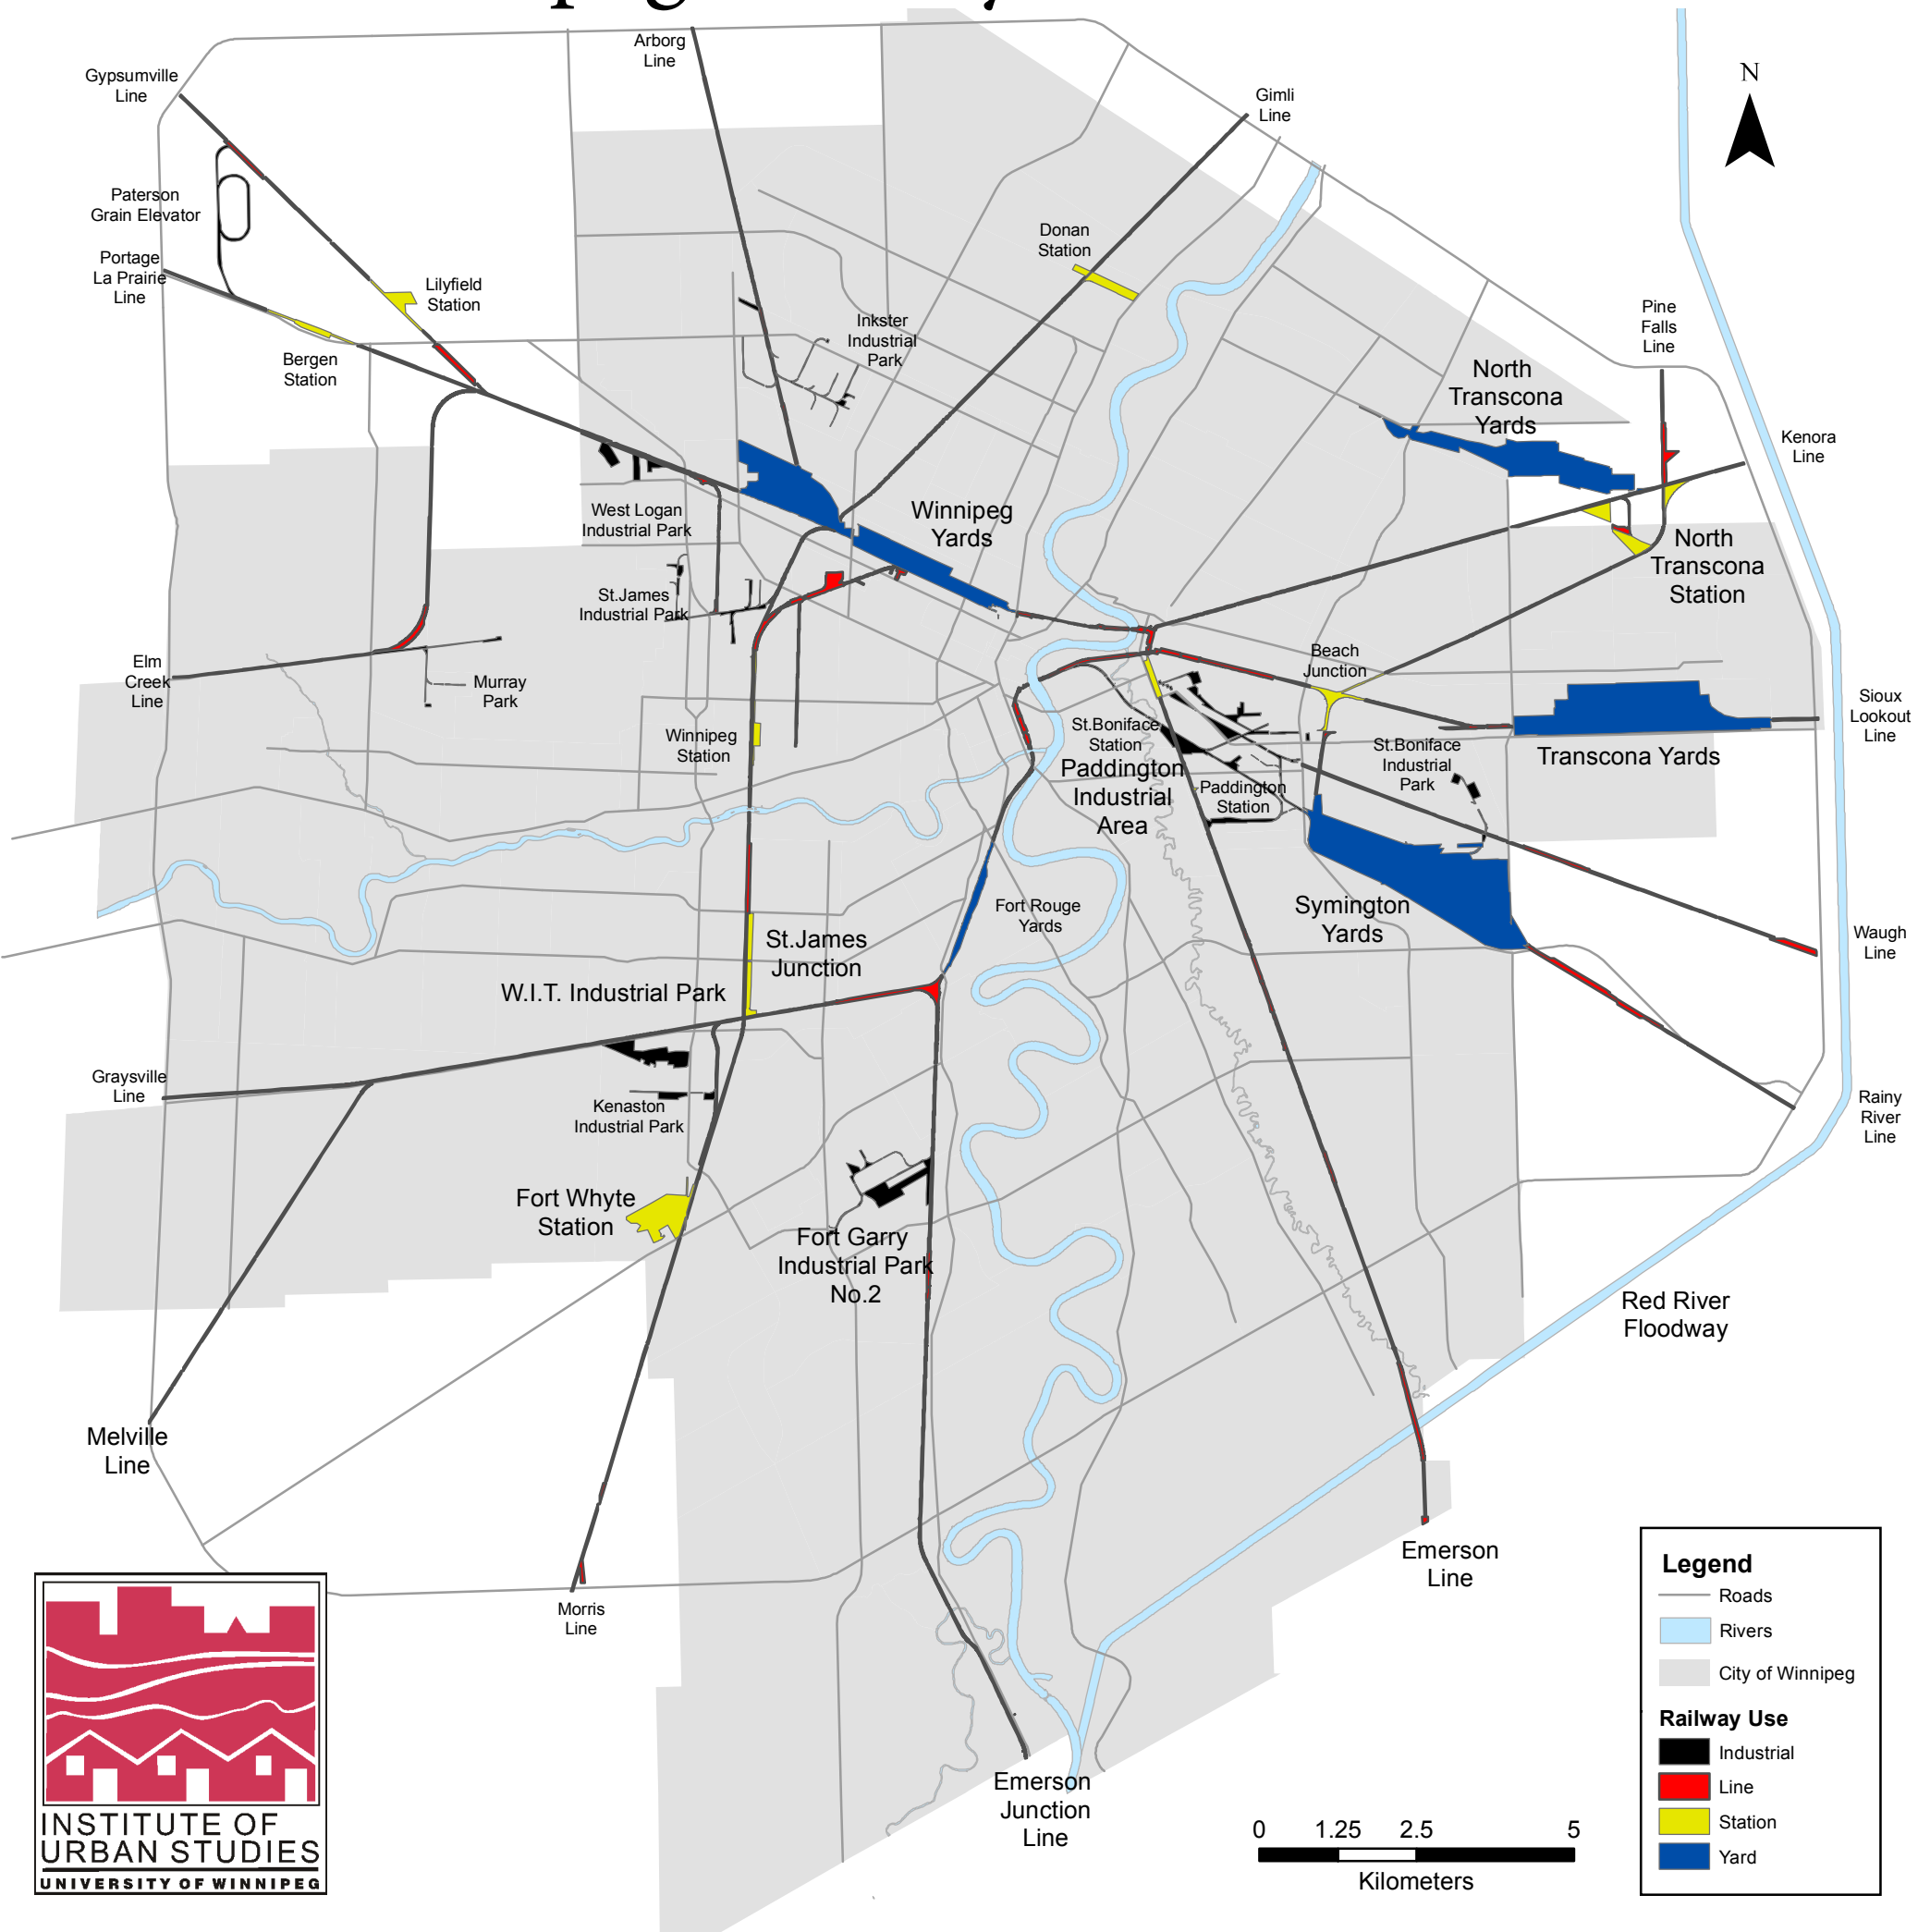 Arborg
Line
Gypsumville
Line
Gimli
Line
N
Paterson
Grain Elevator
Donan
Station
Portage
La Prairie
Line
Lilyfield
Station
Inkster
Industrial
Park
Pine
Falls
Line
Bergen
Station
North
Transcona
Yards
Kenora
Line
West Logan
Industrial Park
Winnipeg
Yards
North
Transcona
Station
St.James
Industrial Park
Elm
Creek
Line
Murray
Park
Beach
Junction
Sioux
Lookout
Line
Winnipeg
Station
St.Boniface
Station
St.Boniface
Industrial
Park
Transcona Yards
Paddington
Industrial
Area
Paddington
Station
Fort Rouge
Yards
Symington
Yards
Waugh
Line
St.James
Junction
W.I.T. Industrial Park
Graysville
Line
Kenaston
Industrial Park
Rainy
River
Line
Fort Whyte
Station
Fort Garry
Industrial Park
No.2
Red River
Floodway
Melville
Line
Emerson
Line
Morris
Line
Emerson
Junction
Line
INSTITUTE OF
URBAN STUDIES
UNIVERSITY OF WINNIPEG
0 1.25 2.5 5
Kilometers
Legend
Roads
Rivers
City of Winnipeg
Railway Use
Industrial
Line
Station
Yard